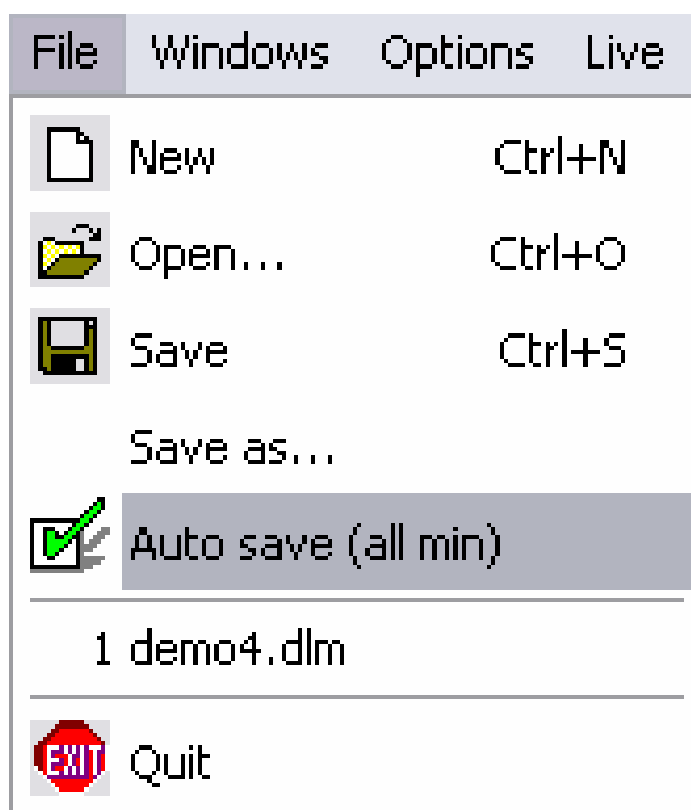 File Windows Options Live
New Ctrl+N
Open... Ctrl+O
Save Ctrl+S
Save as...
Auto save (all min)
1 demo4.dlm
EXIT Quit